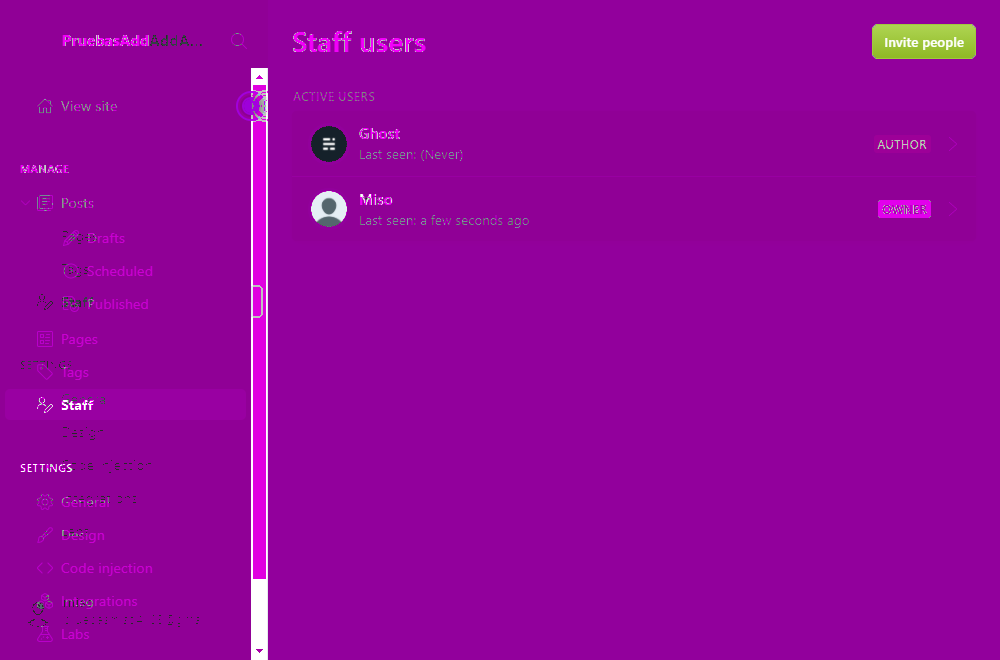 PruebasAdd
View site
MANAGE
Posts
Drafts
Scheduled
Published
Pages
Tags
Staff
SETTINGS
General
Design
Code injection
Integrations
Labs
Staff users
Invite people
ACTIVE USERS
Ghost
Last seen: (Never)
AUTHOR
Miso
Last seen: a few seconds ago
OWNER